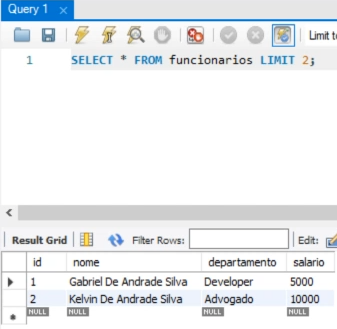 Query 1
Limit to
1 SELECT * FROM funcionarios LIMIT 2;
Result Grid Filter Rows: Edit:
id nome departamento salario
1 Gabriel De Andrade Silva Developer 5000
2 Kelvin De Andrade Silva Advogado 10000
NULL NULL NULL NULL